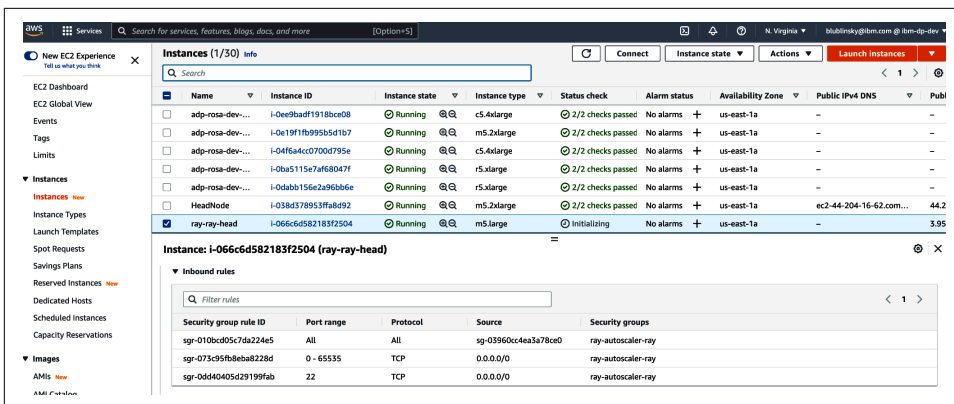 aws Services Search for services, features, blogs, docs, and more [Option+S] N. Virginia ▼ blublinsky@ibm.com @ ibm-dp-dev ▼
New EC2 Experience
Tell us what you think
EC2 Dashboard
EC2 Global View
Events
Tags
Limits
▼ Instances
Instances New
Instance Types
Launch Templates
Spot Requests
Savings Plans
Reserved Instances New
Dedicated Hosts
Scheduled Instances
Capacity Reservations
▼ Images
AMIs New
AMI Catalog
Instances (1/30) Info Connect Instance state ▼ Actions ▼ Launch instances ▼
Search < 1 >
Name Instance ID Instance state Instance type Status check Alarm status Availability Zone Public IPv4 DNS Publ
adp-rosa-dev-... i-0ee9badf1918bce08 Running c5.4xlarge 2/2 checks passed No alarms + us-east-1a – –
adp-rosa-dev-... i-0e19f1fb995b5d1b7 Running m5.2xlarge 2/2 checks passed No alarms + us-east-1a – –
adp-rosa-dev-... i-04f6a4cc0700d795e Running c5.4xlarge 2/2 checks passed No alarms + us-east-1a – –
adp-rosa-dev-... i-0ba5115e7af68047f Running r5.xlarge 2/2 checks passed No alarms + us-east-1a – –
adp-rosa-dev-... i-0dabb156e2a96bb6e Running r5.xlarge 2/2 checks passed No alarms + us-east-1a – –
HeadNode i-038d378953ffa8d92 Running m5.2xlarge 2/2 checks passed No alarms + us-east-1a ec2-44-204-16-62.com... 44.2
ray-ray-head i-066c6d582183f2504 Running m5.large Initializing No alarms + us-east-1a – 3.95
Instance: i-066c6d582183f2504 (ray-ray-head)
▼ Inbound rules
Filter rules < 1 >
Security group rule ID Port range Protocol Source Security groups
sgr-010bcd05c7da224e5 All All sg-03960cc4ea3a78ce0 ray-autoscaler-ray
sgr-073c95fb8eba8228d 0 - 65535 TCP 0.0.0.0/0 ray-autoscaler-ray
sgr-0dd40405d29199fab 22 TCP 0.0.0.0/0 ray-autoscaler-ray